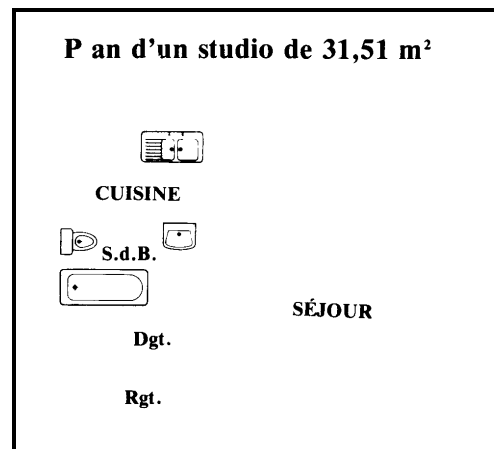 P an d'un studio de 31,51 m²
CUISINE
S.d.B.
SÉJOUR
Dgt.
Rgt.